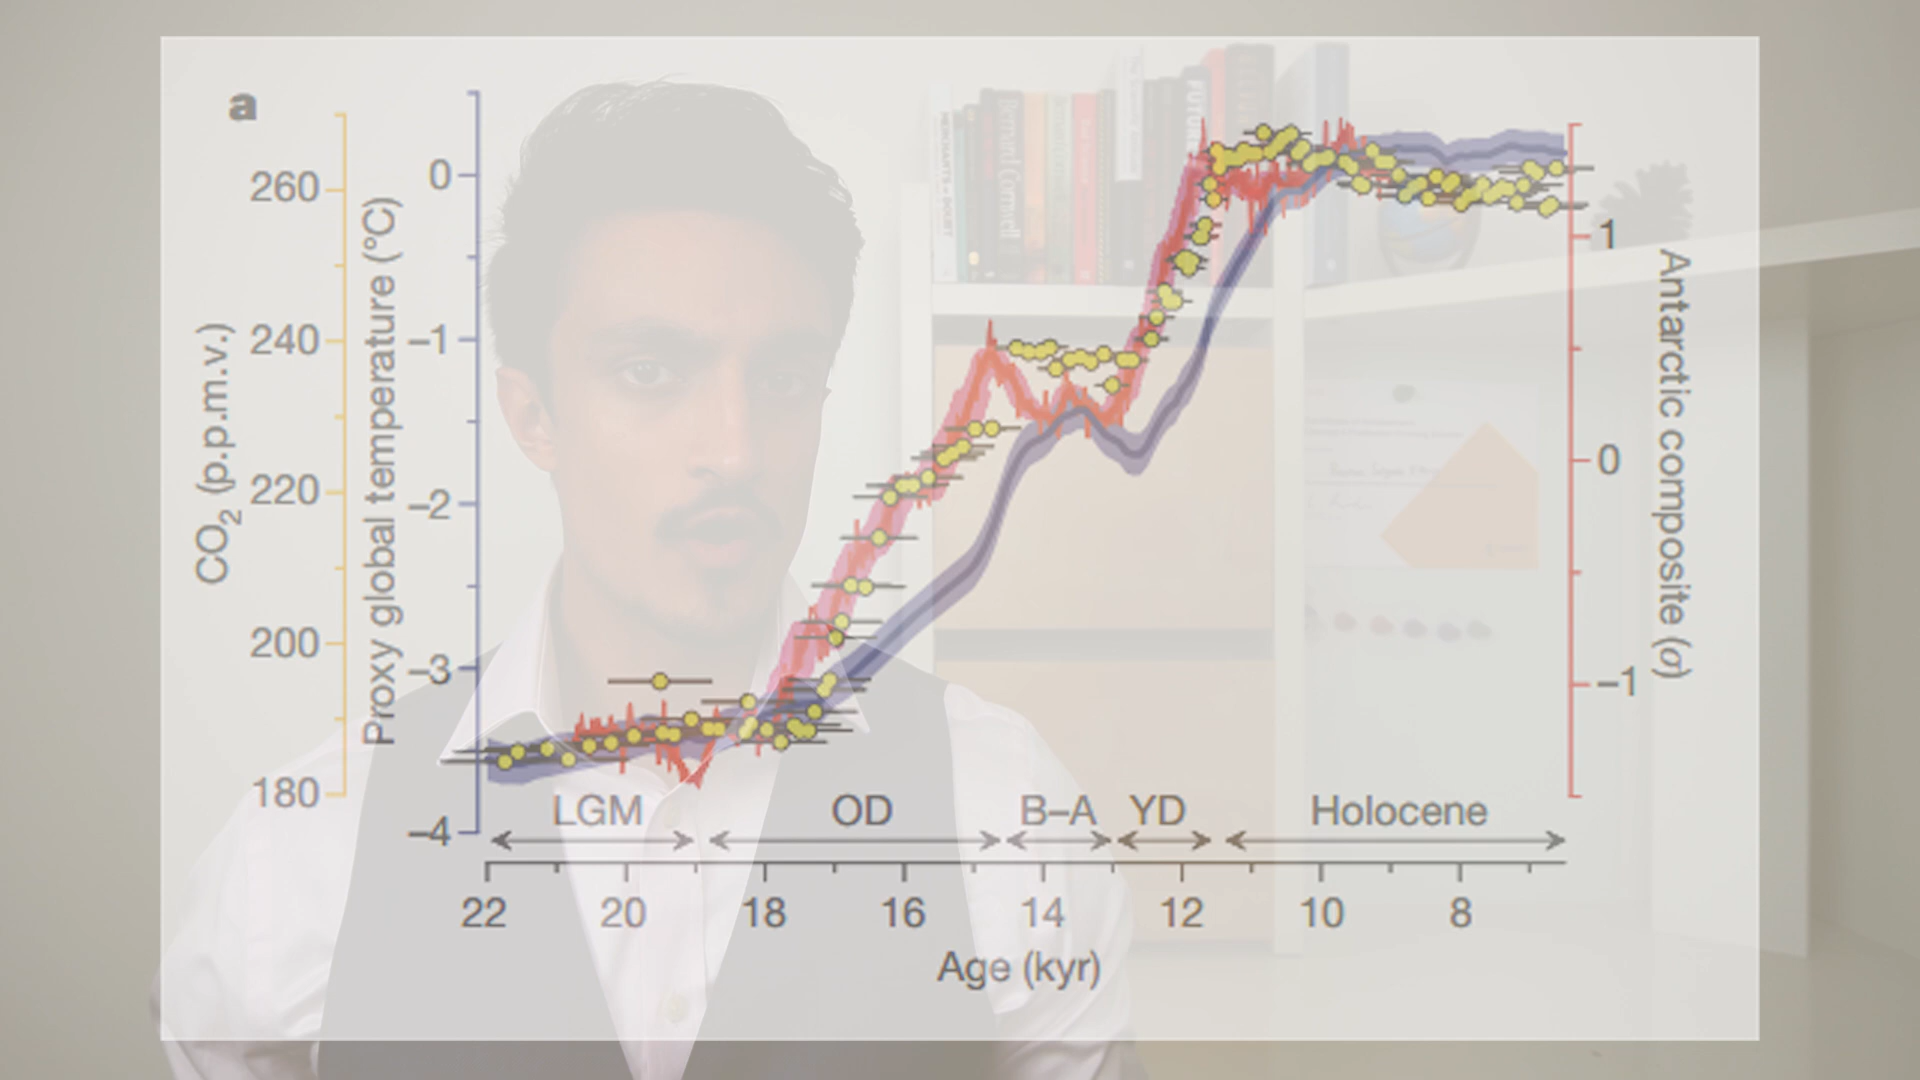 a
CO2 (p.p.m.v.)
260
240
220
200
180
Proxy global temperature (°C)
0
−1
−2
−3
−4
1
0
−1
Antarctic composite (σ)
LGM
OD
B–A
YD
Holocene
22
20
18
16
14
12
10
8
Age (kyr)
Bernard Cornwell
FUTURE